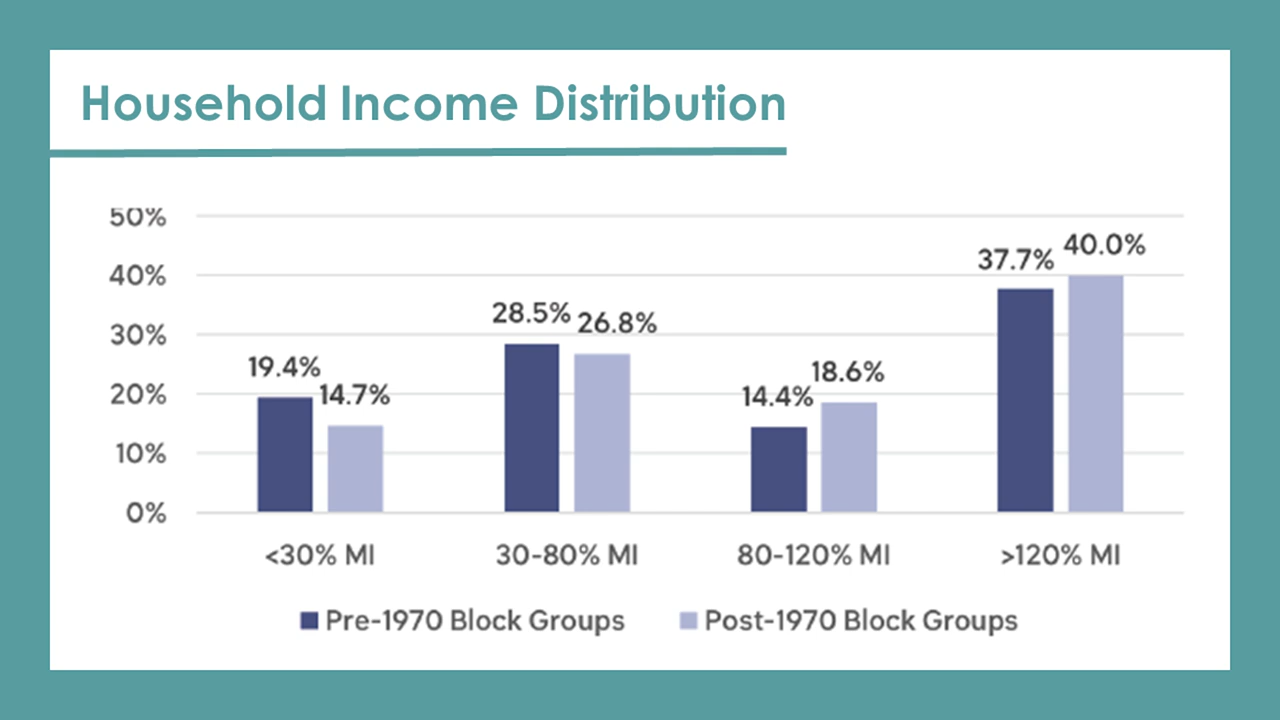 Household Income Distribution
50%
40%
30%
20%
10%
0%
19.4%
14.7%
28.5%
26.8%
14.4%
18.6%
37.7%
40.0%
<30% MI
30-80% MI
80-120% MI
>120% MI
Pre-1970 Block Groups
Post-1970 Block Groups